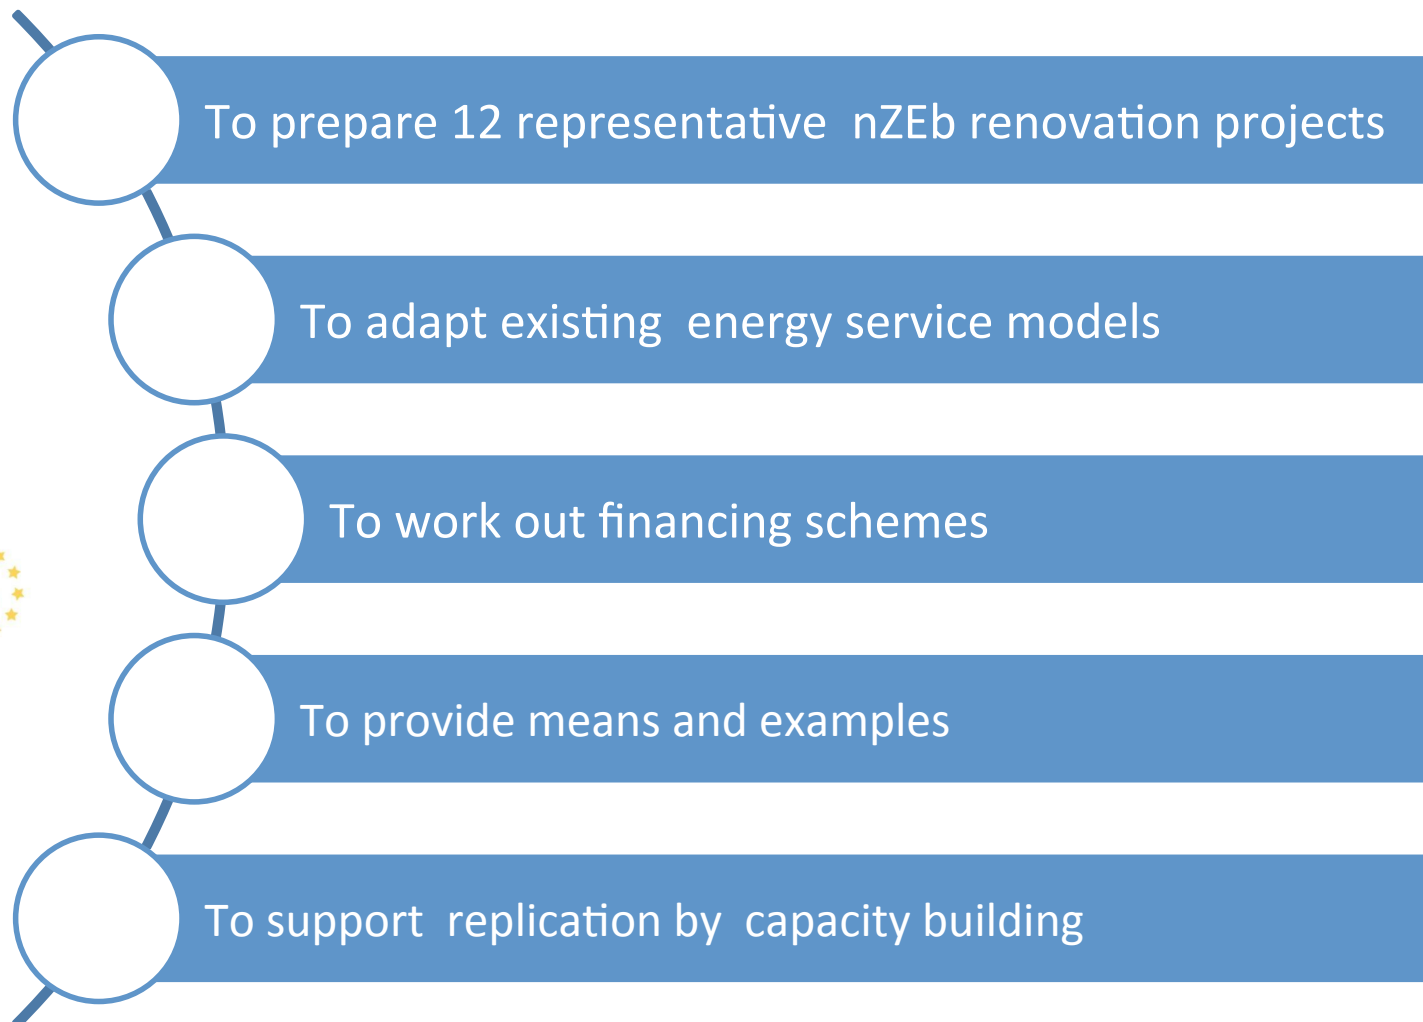 To prepare 12 representative nZEb renovation projects
To adapt existing energy service models
To work out financing schemes
To provide means and examples
To support replication by capacity building